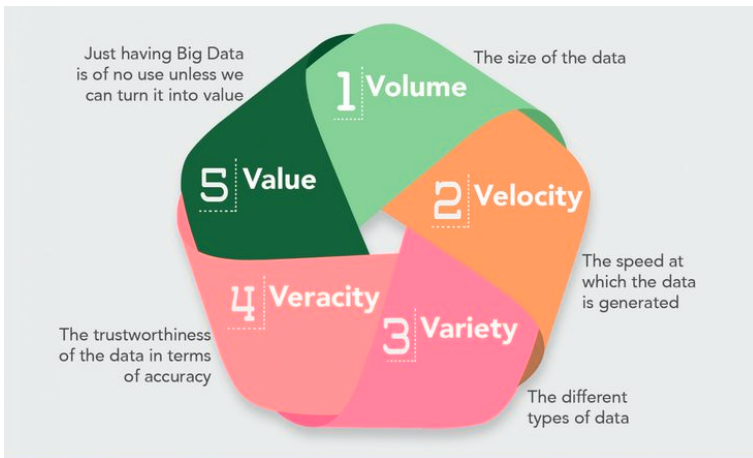 1 Volume
The size of the data
2 Velocity
The speed at
which the data
is generated
3 Variety
The different
types of data
4 Veracity
The trustworthiness
of the data in terms
of accuracy
5 Value
Just having Big Data
is of no use unless we
can turn it into value